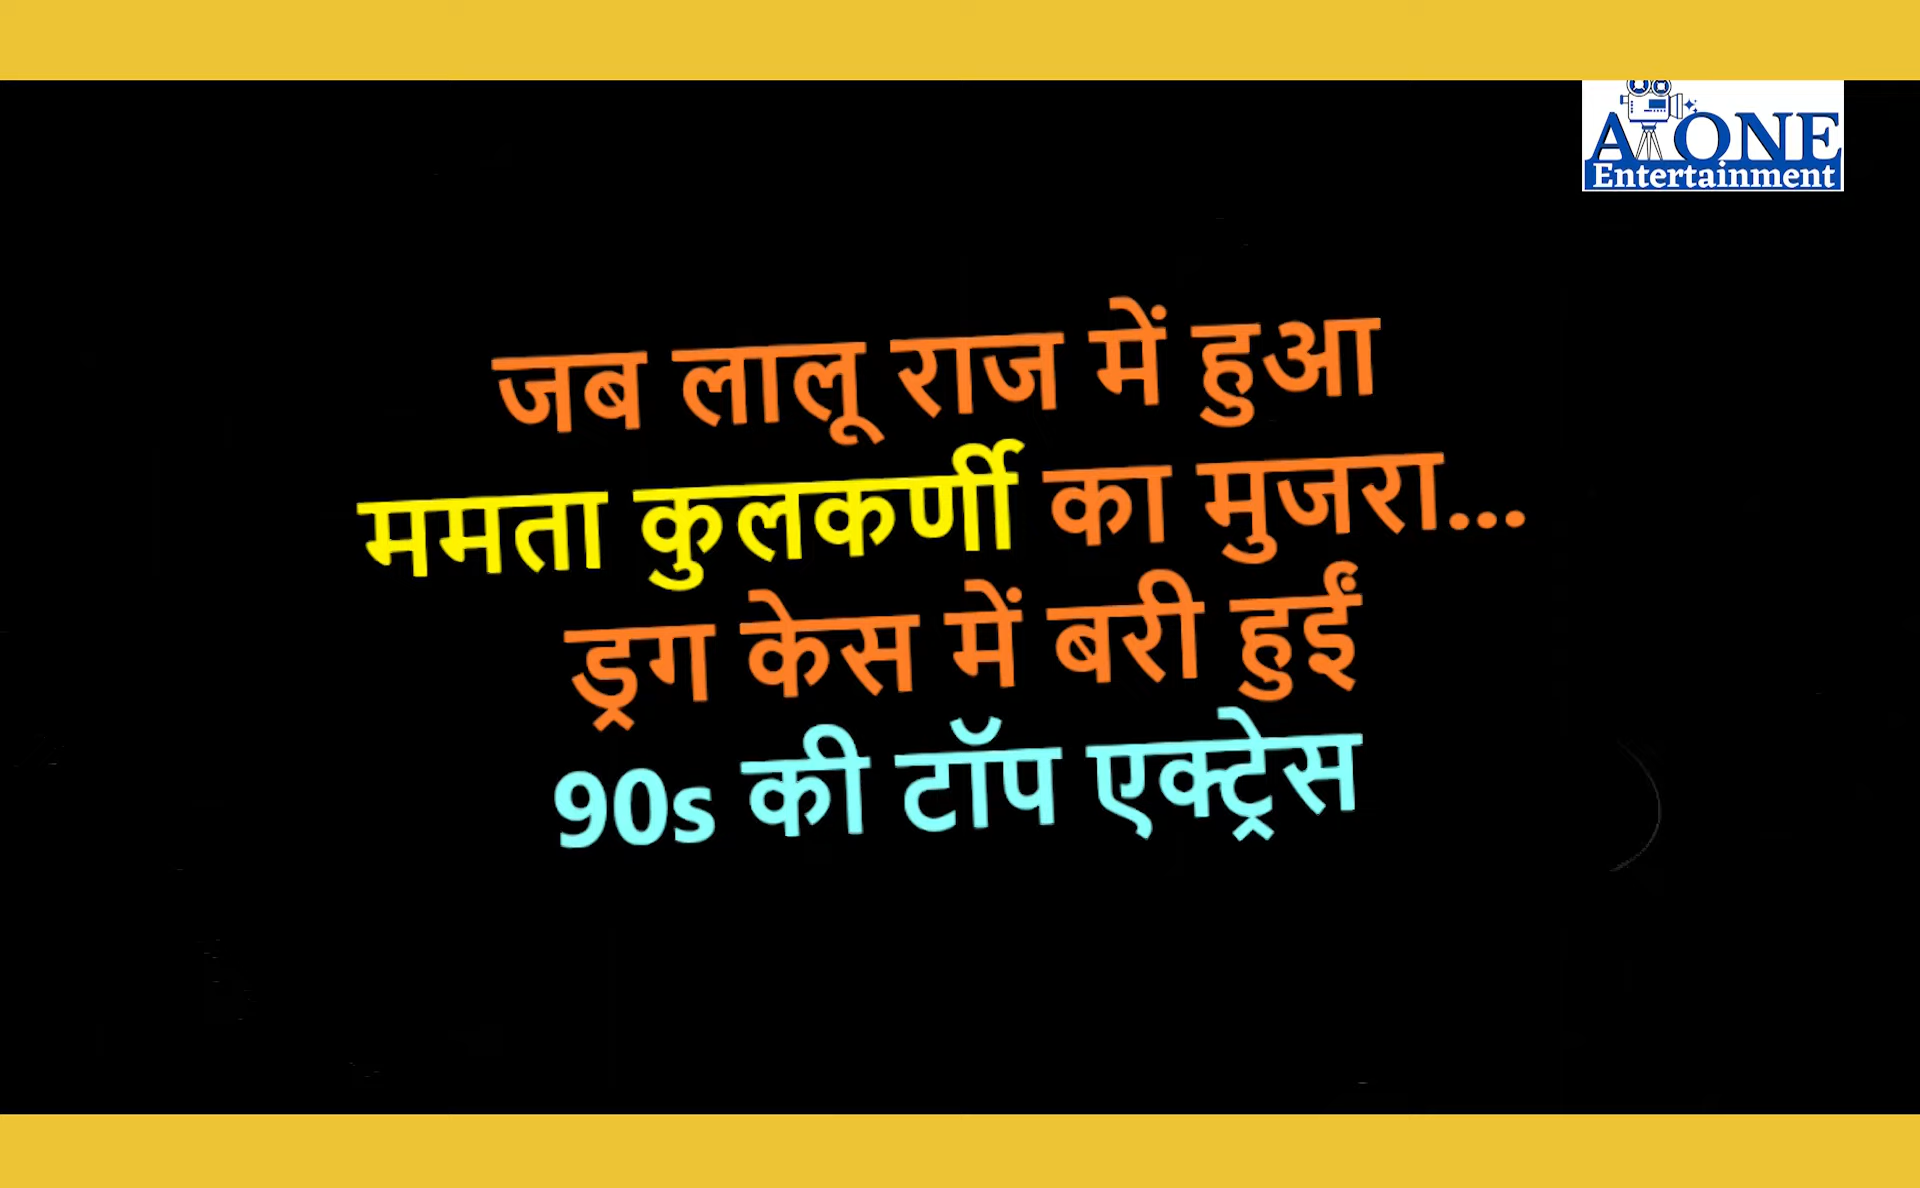 A ONE
Entertainment
जब लालू राज में हुआ
ममता कुलकर्णी का मुजरा...
ड्रग केस में बरी हुईं
90s की टॉप एक्ट्रेस